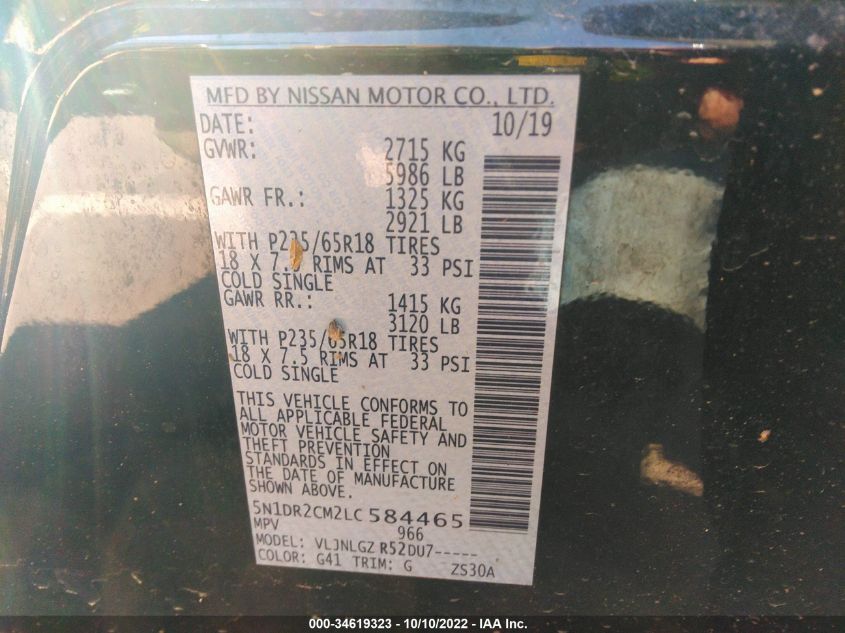 MFD BY NISSAN MOTOR CO., LTD.
DATE: 10/19
GVWR: 2715 KG
5986 LB
GAWR FR.: 1325 KG
2921 LB
WITH P235/65R18 TIRES
18 X 7.5 RIMS AT 33 PSI
COLD SINGLE
GAWR RR.: 1415 KG
3120 LB
WITH P235/65R18 TIRES
18 X 7.5 RIMS AT 33 PSI
COLD SINGLE
THIS VEHICLE CONFORMS TO
ALL APPLICABLE FEDERAL
MOTOR VEHICLE SAFETY AND
THEFT PREVENTION
STANDARDS IN EFFECT ON
THE DATE OF MANUFACTURE
SHOWN ABOVE.
5N1DR2CM2LC584465
MPV 966
MODEL: VLJNLGZ R52DU7-----
COLOR: G41 TRIM: G ZS30A
000-34619323 - 10/10/2022 - IAA Inc.